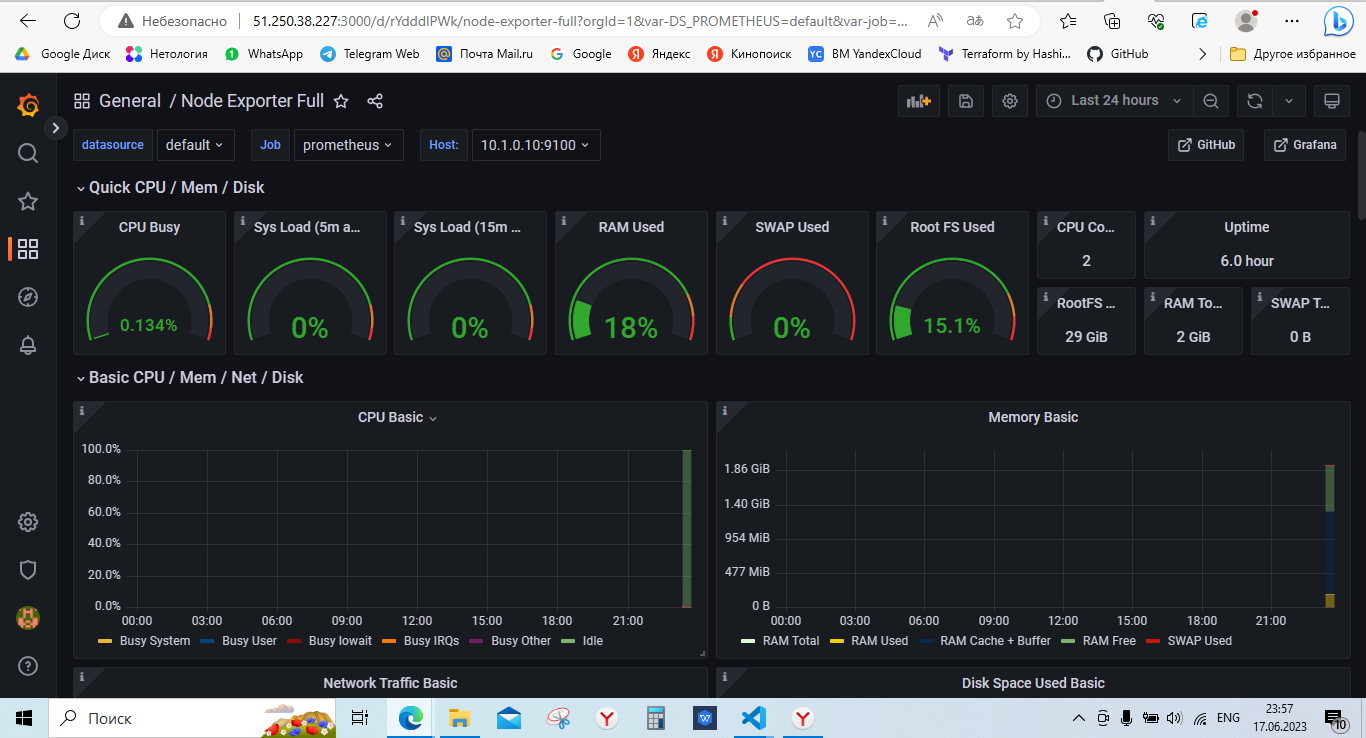 Небезопасно 51.250.38.227:3000/d/rYdddlPWk/node-exporter-full?orgId=1&var-DS_PROMETHEUS=default&var-job=...
Google Диск Нетология WhatsApp Telegram Web Почта Mail.ru Google Яндекс Кинопоиск YC ВМ YandexCloud Terraform by Hashi... GitHub Другое избранное
General / Node Exporter Full Last 24 hours
datasource default Job prometheus Host: 10.1.0.10:9100 GitHub Grafana
Quick CPU / Mem / Disk
CPU Busy
0.134%
Sys Load (5m a...
0%
Sys Load (15m ...
0%
RAM Used
18%
SWAP Used
0%
Root FS Used
15.1%
CPU Co...
2
Uptime
6.0 hour
RootFS ...
29 GiB
RAM To...
2 GiB
SWAP T...
0 B
Basic CPU / Mem / Net / Disk
CPU Basic
100.0%
80.0%
60.0%
40.0%
20.0%
0.0%
00:00 03:00 06:00 09:00 12:00 15:00 18:00 21:00
Busy System Busy User Busy Iowait Busy IRQs Busy Other Idle
Memory Basic
1.86 GiB
1.40 GiB
954 MiB
477 MiB
0 B
00:00 03:00 06:00 09:00 12:00 15:00 18:00 21:00
RAM Total RAM Used RAM Cache + Buffer RAM Free SWAP Used
Network Traffic Basic
Disk Space Used Basic
Поиск
ENG
23:57
17.06.2023
10